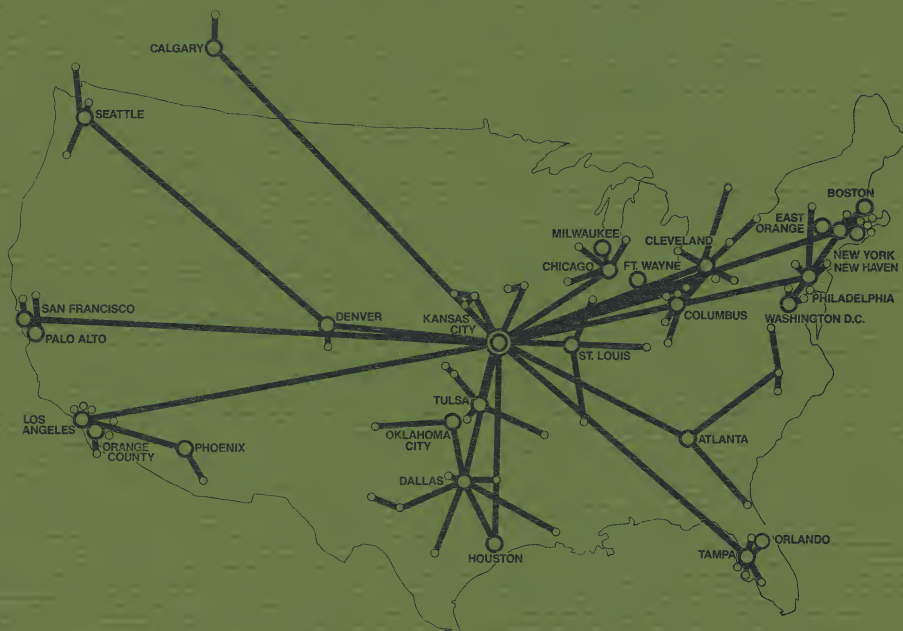 CALGARY
SEATTLE
BOSTON
EAST
ORANGE
MILWAUKEE
CLEVELAND
CHICAGO
FT. WAYNE
NEW YORK
NEW HAVEN
SAN FRANCISCO
DENVER
KANSAS
CITY
COLUMBUS
PHILADELPHIA
WASHINGTON D.C.
PALO ALTO
ST. LOUIS
TULSA
LOS
ANGELES
ORANGE
COUNTY
PHOENIX
OKLAHOMA
CITY
ATLANTA
DALLAS
HOUSTON
TAMPA
ORLANDO